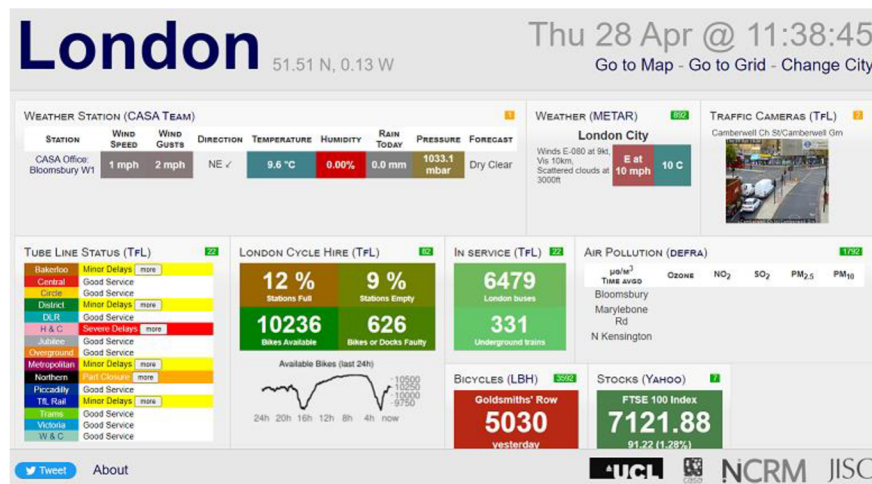 London
51.51 N, 0.13 W
Thu 28 Apr @ 11:38:45
Go to Map - Go to Grid - Change City
WEATHER STATION (CASA TEAM) 1
STATION WIND SPEED WIND GUSTS DIRECTION TEMPERATURE HUMIDITY RAIN TODAY PRESSURE FORECAST
CASA Office: Bloomsbury W1 1 mph 2 mph NE ↙ 9.6 °C 0.00% 0.0 mm 1033.1 mbar Dry Clear
WEATHER (METAR) 892
London City
Winds E-080 at 9kt,
Vis 10km,
Scattered clouds at
3000ft
E at
10 mph
10 C
TRAFFIC CAMERAS (TFL) 2
Camberwell Ch St/Camberwell Grn
TUBE LINE STATUS (TFL) 22
Bakerloo Minor Delays more
Central Good Service
Circle Good Service
District Minor Delays more
DLR Good Service
H & C Severe Delays more
Jubilee Good Service
Overground Good Service
Metropolitan Minor Delays more
Northern Part Closure more
Piccadilly Good Service
TfL Rail Minor Delays more
Trams Good Service
Victoria Good Service
W & C Good Service
LONDON CYCLE HIRE (TFL) 82
12 % 9 %
Stations Full Stations Empty
10236 626
Bikes Available Bikes or Docks Faulty
Available Bikes (last 24h)
10500
10250
10000
9750
24h 20h 16h 12h 8h 4h now
IN SERVICE (TFL) 22
6479
London buses
331
Underground trains
AIR POLLUTION (DEFRA) 1792
µg/m³
TIME AVGD OZONE NO2 SO2 PM2.5 PM10
Bloomsbury
Marylebone
Rd
N Kensington
BICYCLES (LBH) 3592
Goldsmiths' Row
5030
yesterday
STOCKS (YAHOO) 7
FTSE 100 Index
7121.88
91.22 (1.28%)
Tweet About
UCL casa NCRM JISC